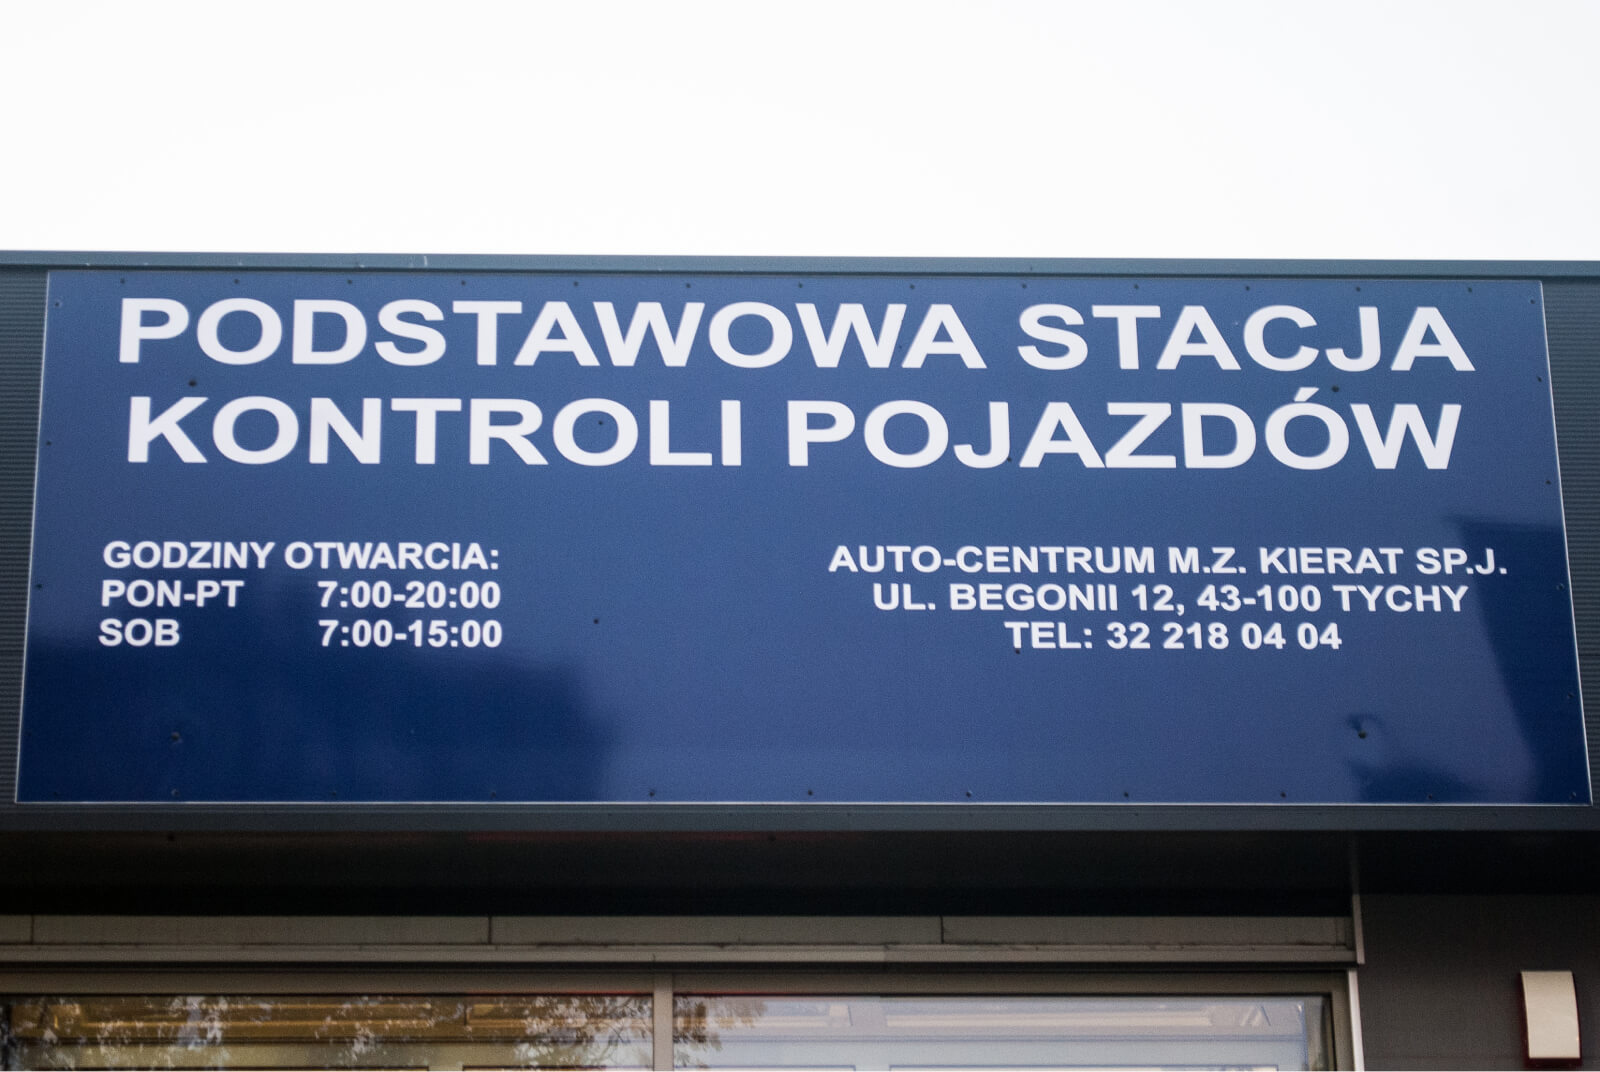 PODSTAWOWA STACJA
KONTROLI POJAZDÓW
GODZINY OTWARCIA:
PON-PT 7:00-20:00
SOB 7:00-15:00
AUTO-CENTRUM M.Z. KIERAT SP.J.
UL. BEGONII 12, 43-100 TYCHY
TEL: 32 218 04 04